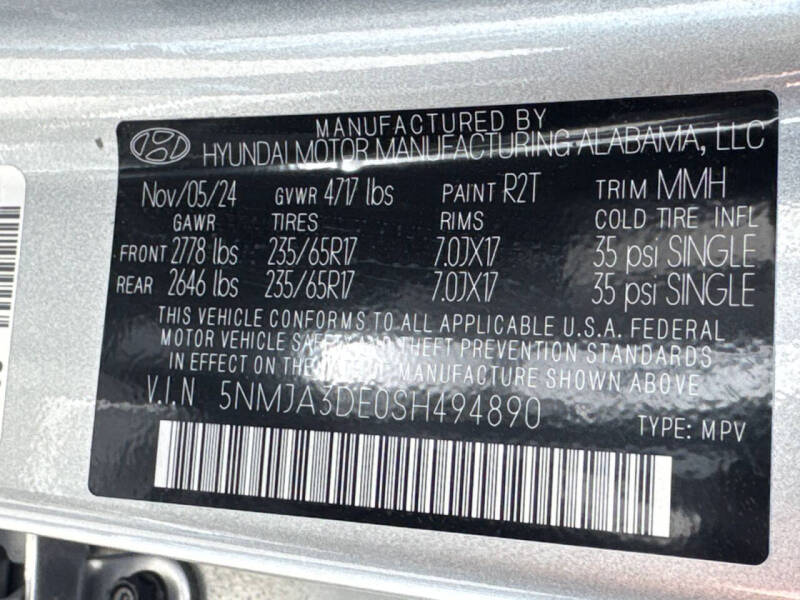 MANUFACTURED BY
HYUNDAI MOTOR MANUFACTURING ALABAMA, LLC
Nov/05/24 GVWR 4717 lbs PAINT R2T TRIM MMH
GAWR TIRES RIMS COLD TIRE INFL
FRONT 2778 lbs 235/65R17 7.0JX17 35 psi SINGLE
REAR 2646 lbs 235/65R17 7.0JX17 35 psi SINGLE
THIS VEHICLE CONFORMS TO ALL APPLICABLE U.S.A. FEDERAL
MOTOR VEHICLE SAFETY AND THEFT PREVENTION STANDARDS
IN EFFECT ON THE DATE OF MANUFACTURE SHOWN ABOVE.
V.I.N 5NMJA3DE0SH494890 TYPE: MPV